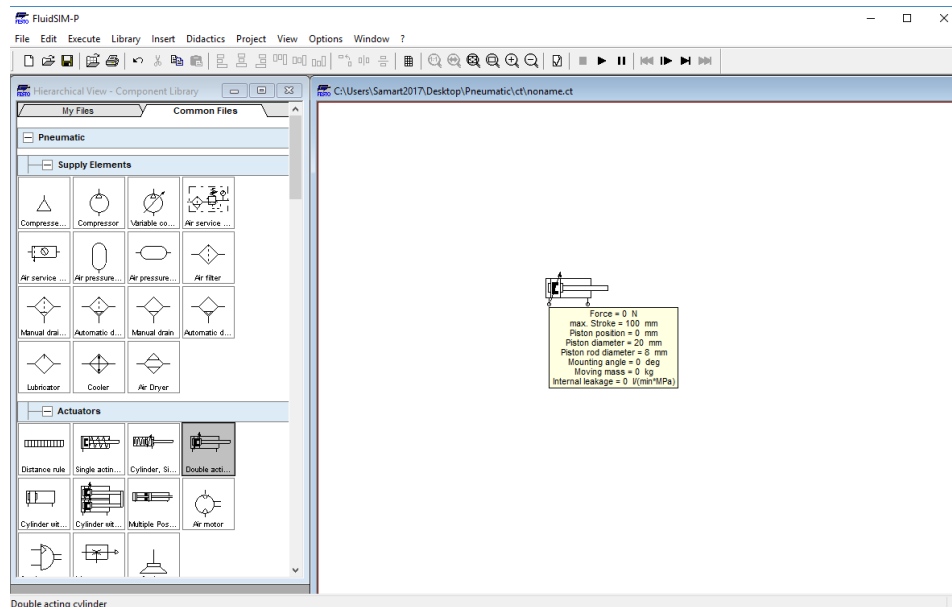 FluidSIM-P
File Edit Execute Library Insert Didactics Project View Options Window ?
Hierarchical View - Component Library
C:\Users\Samart2017\Desktop\Pneumatic\ct\noname.ct
My Files Common Files
Pneumatic
Supply Elements
Compresse... Compressor Variable co... Air service ...
Air service ... Air pressure... Air pressure... Air filter
Manual drai... Automatic d... Manual drain Automatic d...
Lubricator Cooler Air Dryer
Actuators
Distance rule Single actin... Cylinder, Si... Double acti...
Cylinder wit... Cylinder wit... Multiple Pos... Air motor
Force = 0 N
max. Stroke = 100 mm
Piston position = 0 mm
Piston diameter = 20 mm
Piston rod diameter = 8 mm
Mounting angle = 0 deg
Moving mass = 0 kg
Internal leakage = 0 l/(min*MPa)
Double acting cylinder